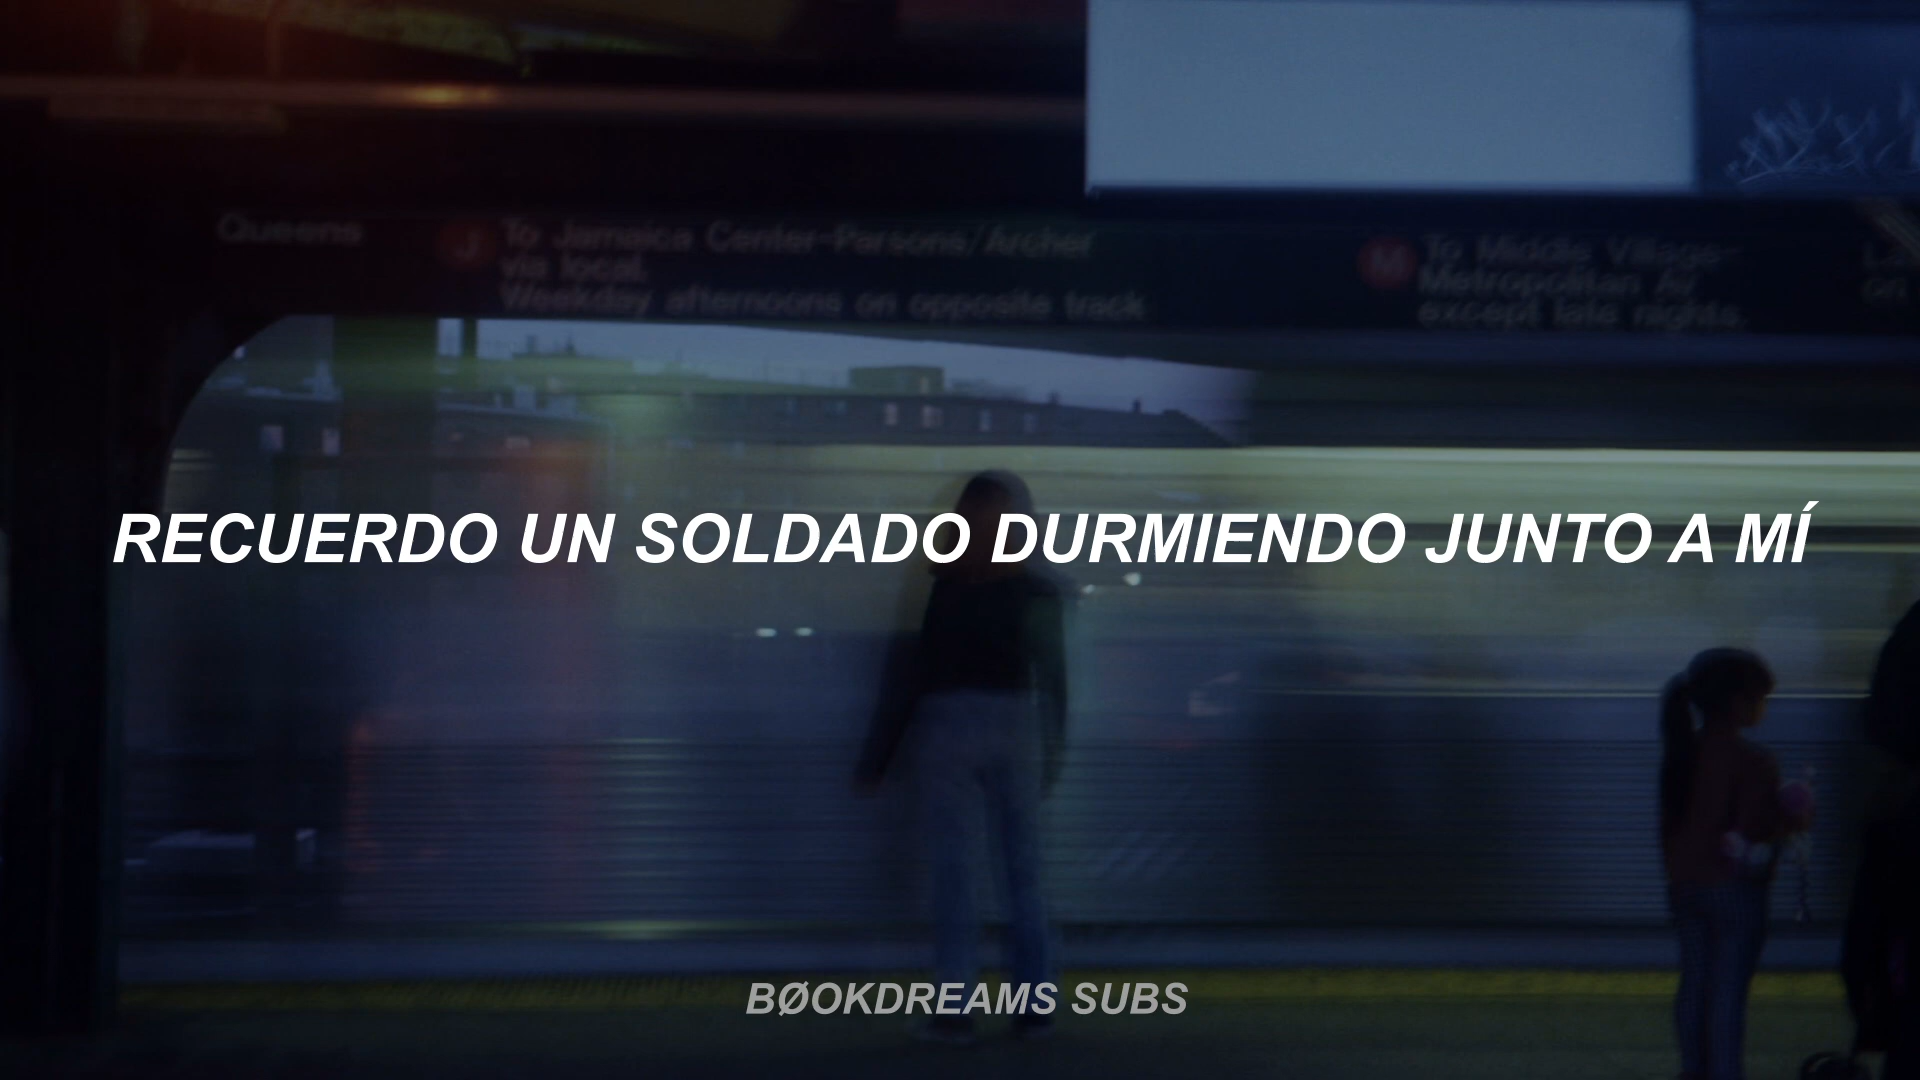 Queens
J To Jamaica Center-Parsons/Archer
via local.
Weekday afternoons on opposite track
M To Middle Village-
Metropolitan Av
except late nights.
on
RECUERDO UN SOLDADO DURMIENDO JUNTO A MÍ
BØOKDREAMS SUBS